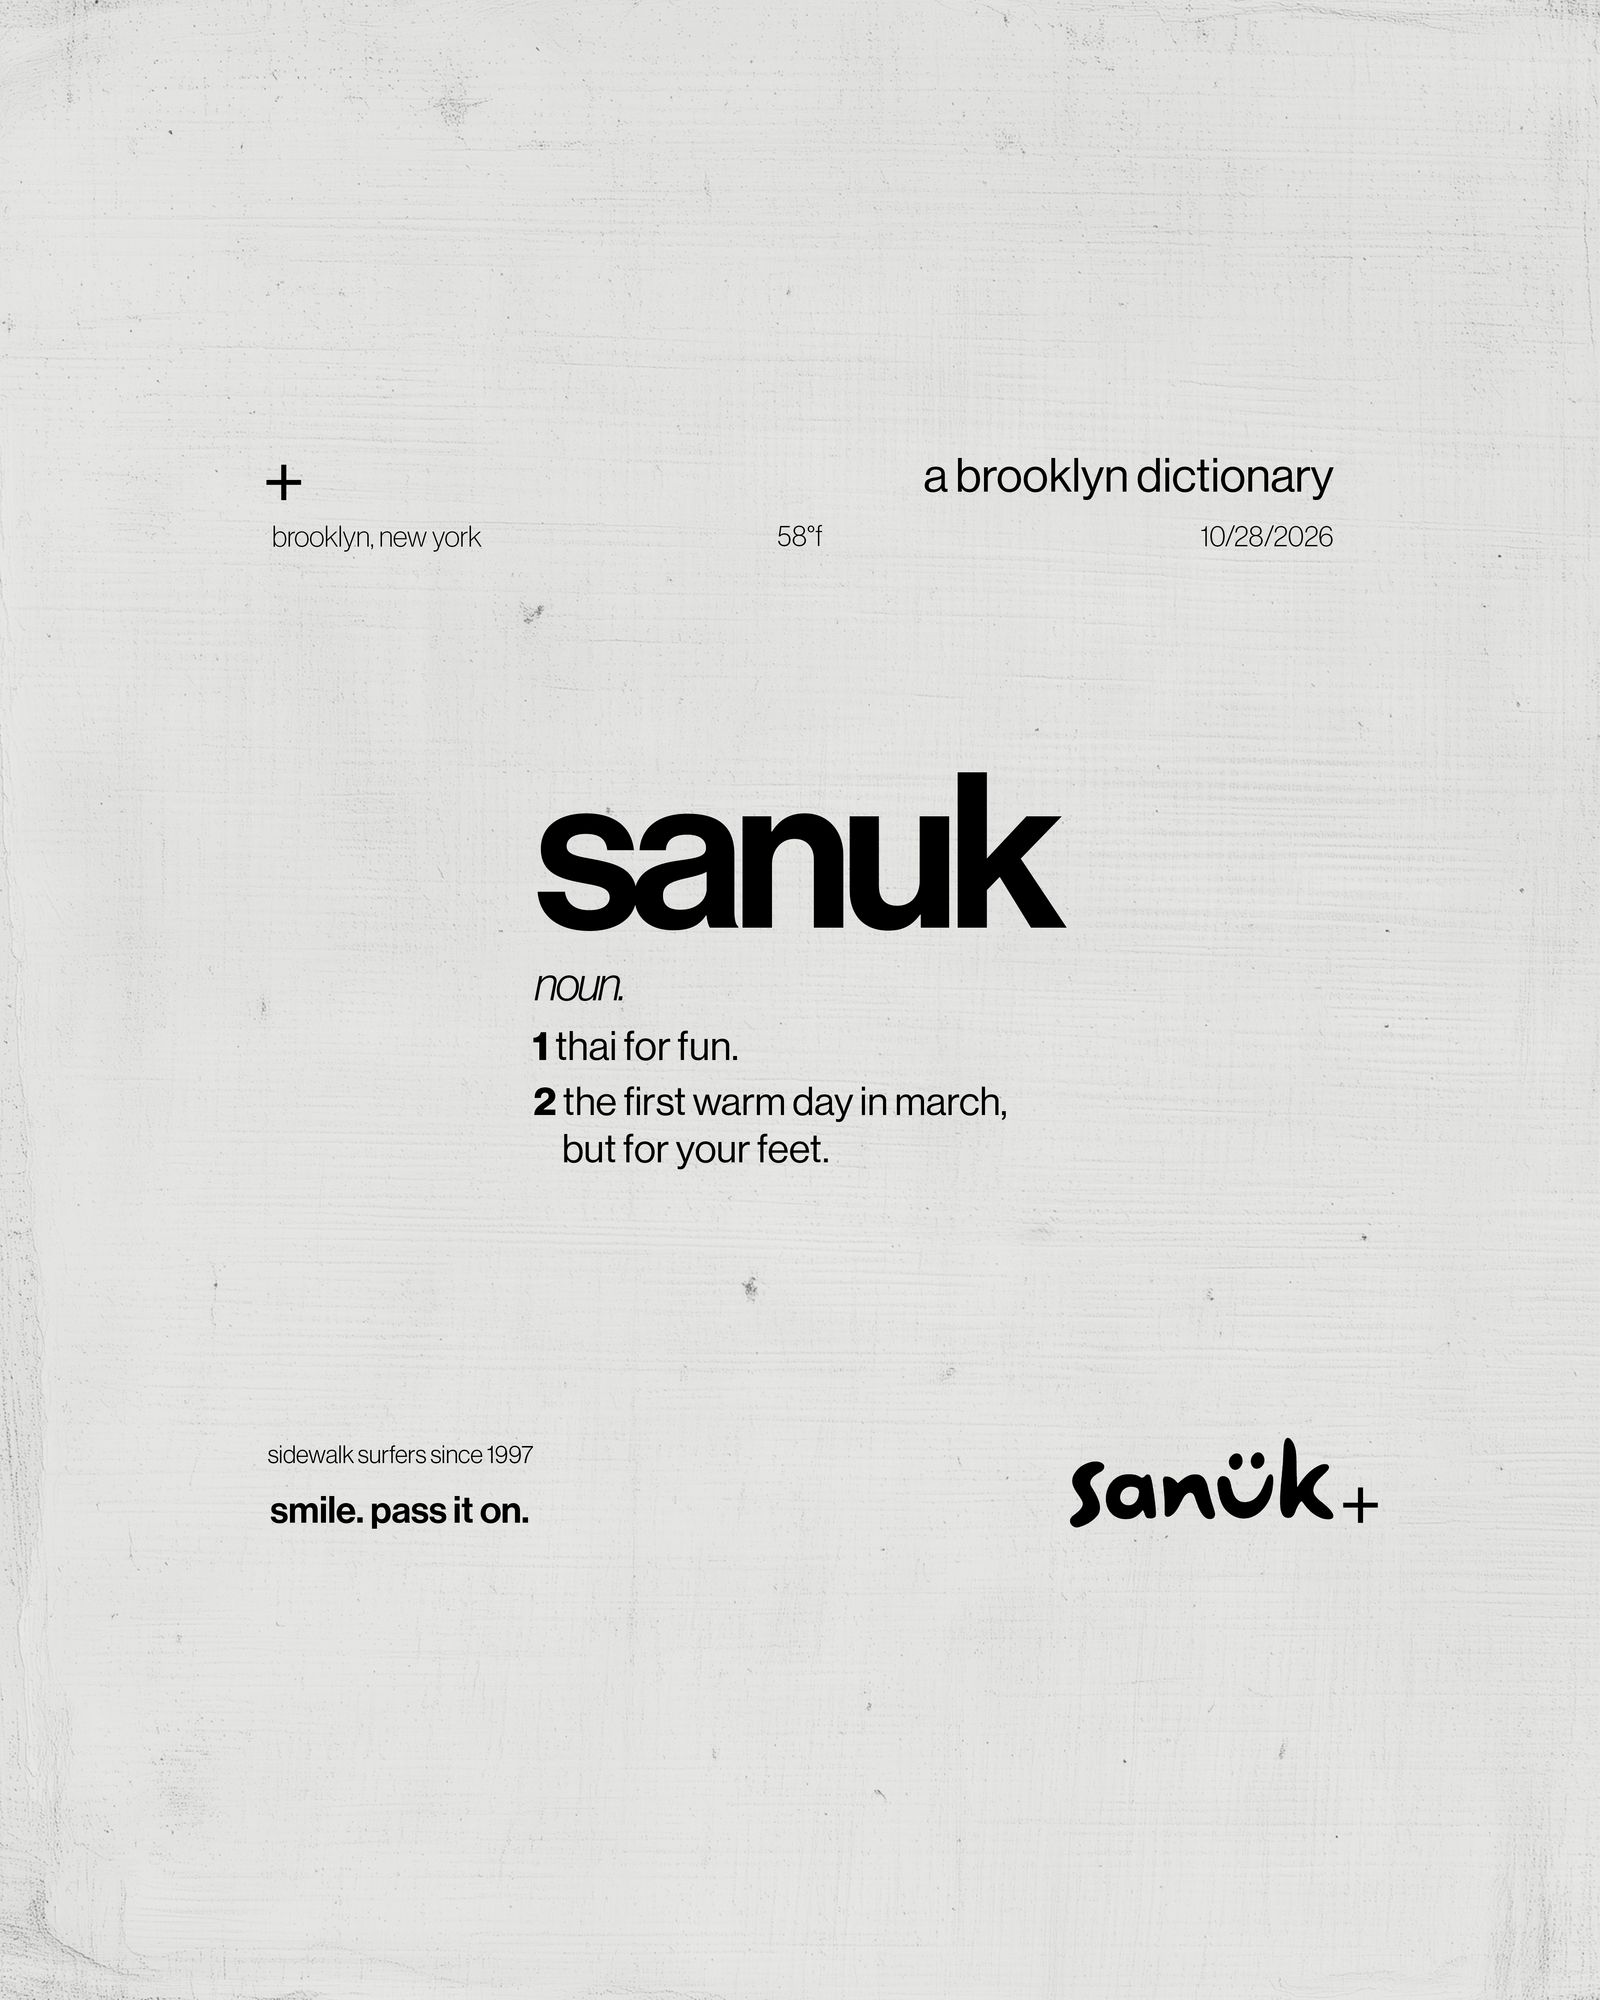 +
a brooklyn dictionary
brooklyn, new york 58°f 10/28/2026
sanuk
noun.
1 thai for fun.
2 the first warm day in march,
but for your feet.
sidewalk surfers since 1997
smile. pass it on.
sanük+